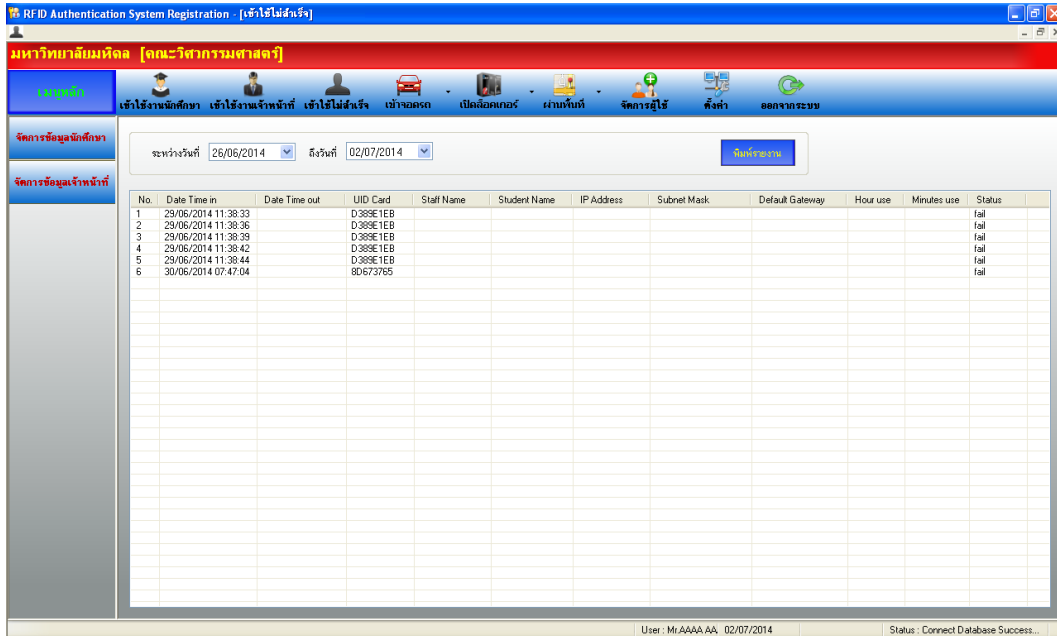 RFID Authentication System Registration - [เข้าใช้ไม่สำเร็จ]
มหาวิทยาลัยมหิดล [คณะวิศวกรรมศาสตร์]
เมนูหลัก
เข้าใช้งานนักศึกษา เข้าใช้งานเจ้าหน้าที่ เข้าใช้ไม่สำเร็จ เข้าจอดรถ เปิดล็อคเกอร์ ผ่านพื้นที่ จัดการผู้ใช้ ตั้งค่า ออกจากระบบ
จัดการข้อมูลนักศึกษา
จัดการข้อมูลเจ้าหน้าที่
ระหว่างวันที่ 26/06/2014 ถึงวันที่ 02/07/2014 พิมพ์รายงาน
No. Date Time in Date Time out UID Card Staff Name Student Name IP Address Subnet Mask Default Gateway Hour use Minutes use Status
1 29/06/2014 11:38:33 D389E1EB fail
2 29/06/2014 11:38:36 D389E1EB fail
3 29/06/2014 11:38:39 D389E1EB fail
4 29/06/2014 11:38:42 D389E1EB fail
5 29/06/2014 11:38:44 D389E1EB fail
6 30/06/2014 07:47:04 8D673765 fail
User : Mr.AAAA AA 02/07/2014 Status : Connect Database Success...